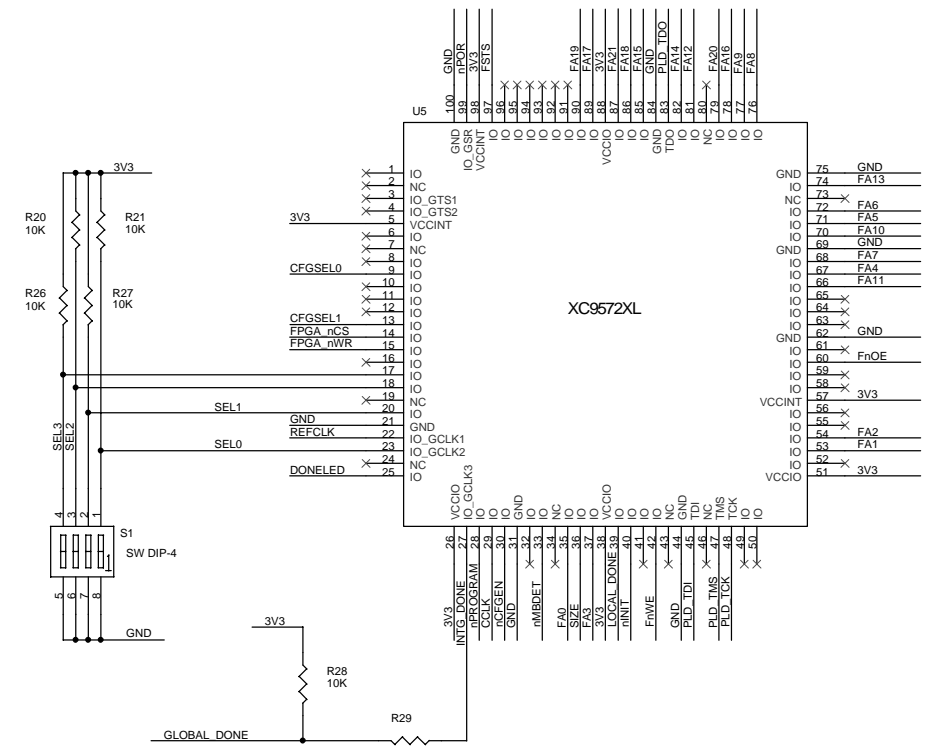 GND
nPOR
3V3
FSTS
FA19
FA17
3V3
FA21
FA18
FA15
GND
PLD_TDO
FA14
FA12
FA20
FA16
FA9
FA8
U5
100
99
98
97
96
95
94
93
92
91
90
89
88
87
86
85
84
83
82
81
80
79
78
77
76
GND
IO_GSR
VCCINT
IO
IO
IO
IO
IO
IO
IO
IO
IO
VCCIO
IO
IO
IO
GND
TDO
IO
IO
NC
IO
IO
IO
IO
3V3
R20
10K
R21
10K
R26
10K
R27
10K
1 IO
2 NC
3 IO_GTS1
4 IO_GTS2
3V3 5 VCCINT
6 IO
7 NC
8 IO
CFGSEL0 9 IO
10 IO
11 IO
12 IO
CFGSEL1 13 IO
FPGA_nCS 14 IO
FPGA_nWR 15 IO
16 IO
17 IO
18 IO
19 NC
SEL1 20 IO
GND 21 GND
REFCLK 22 IO_GCLK1
SEL0 23 IO_GCLK2
24 NC
DONELED 25 IO
XC9572XL
GND 75 GND
IO 74 FA13
NC 73
IO 72 FA6
IO 71 FA5
IO 70 FA10
GND 69 GND
IO 68 FA7
IO 67 FA4
IO 66 FA11
IO 65
IO 64
IO 63
GND 62 GND
IO 61
IO 60 FnOE
IO 59
IO 58
VCCINT 57 3V3
IO 56
IO 55
IO 54 FA2
IO 53 FA1
IO 52
VCCIO 51 3V3
SEL3
SEL2
4
3
2
1
S1
SW DIP-4
1
5
6
7
8
GND
VCCIO
IO_GCLK3
IO
IO
IO
GND
IO
IO
NC
IO
IO
IO
VCCIO
IO
IO
IO
IO
NC
GND
TDI
NC
TMS
TCK
IO
IO
26
27
28
29
30
31
32
33
34
35
36
37
38
39
40
41
42
43
44
45
46
47
48
49
50
3V3
INTG_DONE
nPROGRAM
CCLK
nCFGEN
GND
nMBDET
FA0
SIZE
FA3
3V3
LOCAL_DONE
nINIT
FnWE
GND
PLD_TDI
PLD_TMS
PLD_TCK
3V3
R28
10K
R29
GLOBAL_DONE